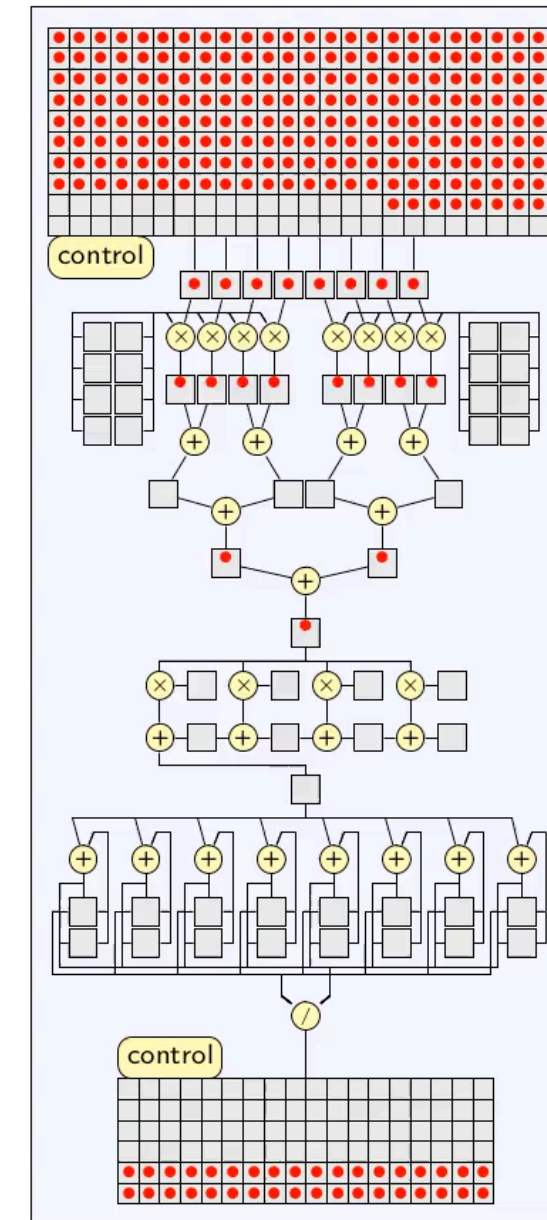 control
× × × × × × × ×
+ + + +
+ +
+
× × × ×
+ + + +
+ + + + + + + +
/
control